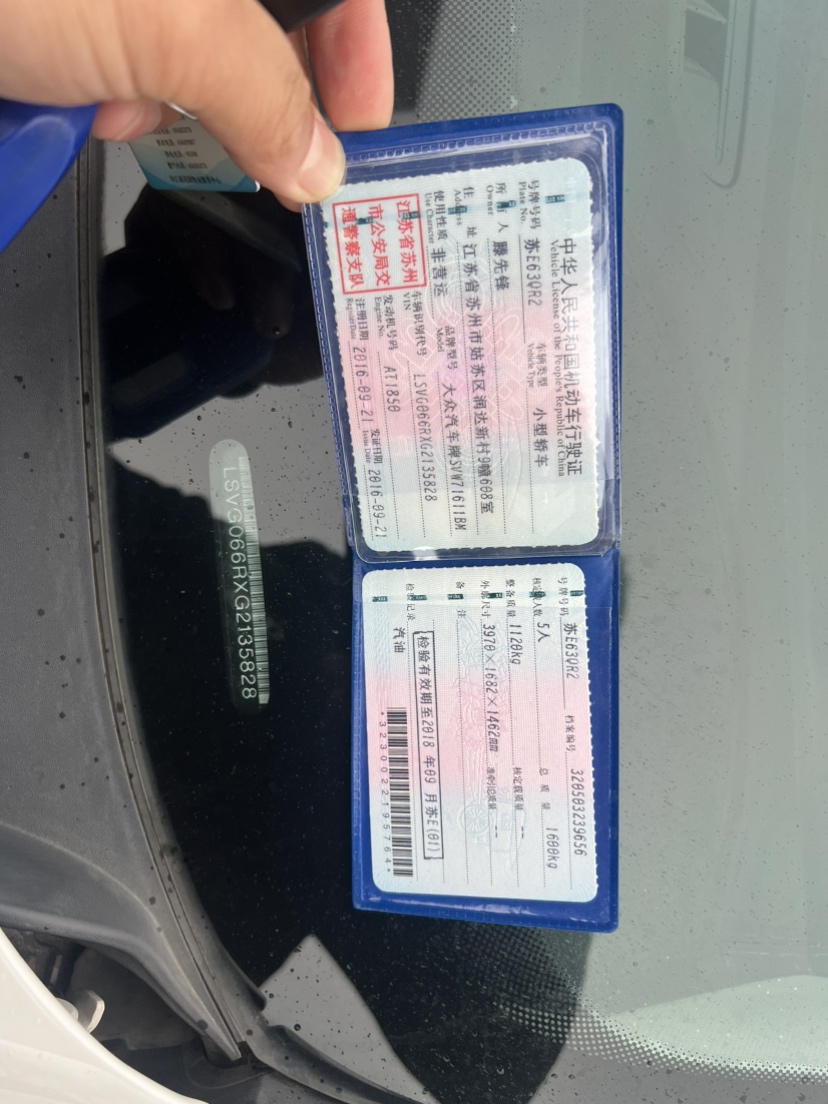 中华人民共和国机动车行驶证
Vehicle License of the People's Republic of China
号牌号码 苏E63QR2 车辆类型 小型轿车
Plate No. Vehicle Type
所有人 滕先锋
Owner
住址 江苏省苏州市姑苏区润达新村9幢608室
Address
使用性质 非营运 品牌型号 大众汽车牌SVW71611BM
Use Character Model
江苏省苏州
市公安局交
通警察支队
车辆识别代号 LSVG066RXG2135828
VIN
发动机号码 AT1850
Engine No.
注册日期 2016-09-21 发证日期 2016-09-21
Register Date Issue Date
号牌号码 苏E63QR2 档案编号 320503239656
核定载人数 5人 总质量 1600kg
整备质量 1120kg 核定载质量 --
外廓尺寸 3970×1682×1462mm 准牵引总质量 --
备注
检验有效期至2018年09月苏E(01)
检验记录 汽油
*3230022195764*
LSVG066RXG2135828